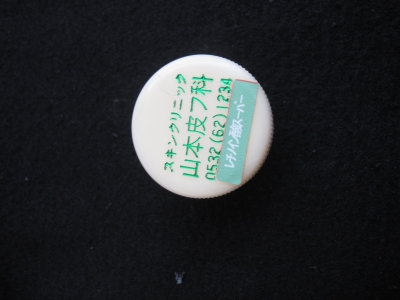 スキンクリニック
山本皮フ科
0532(62)1234
レチノイン酸スーパー